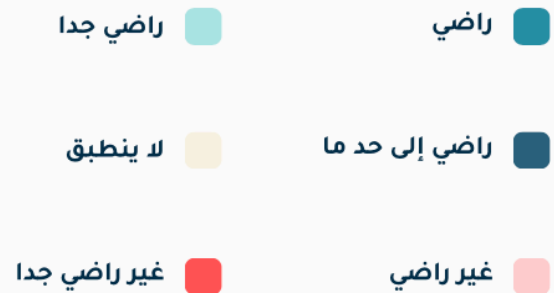 راضي
راضي جدا
راضي إلى حد ما
لا ينطبق
غير راضي
غير راضي جدا